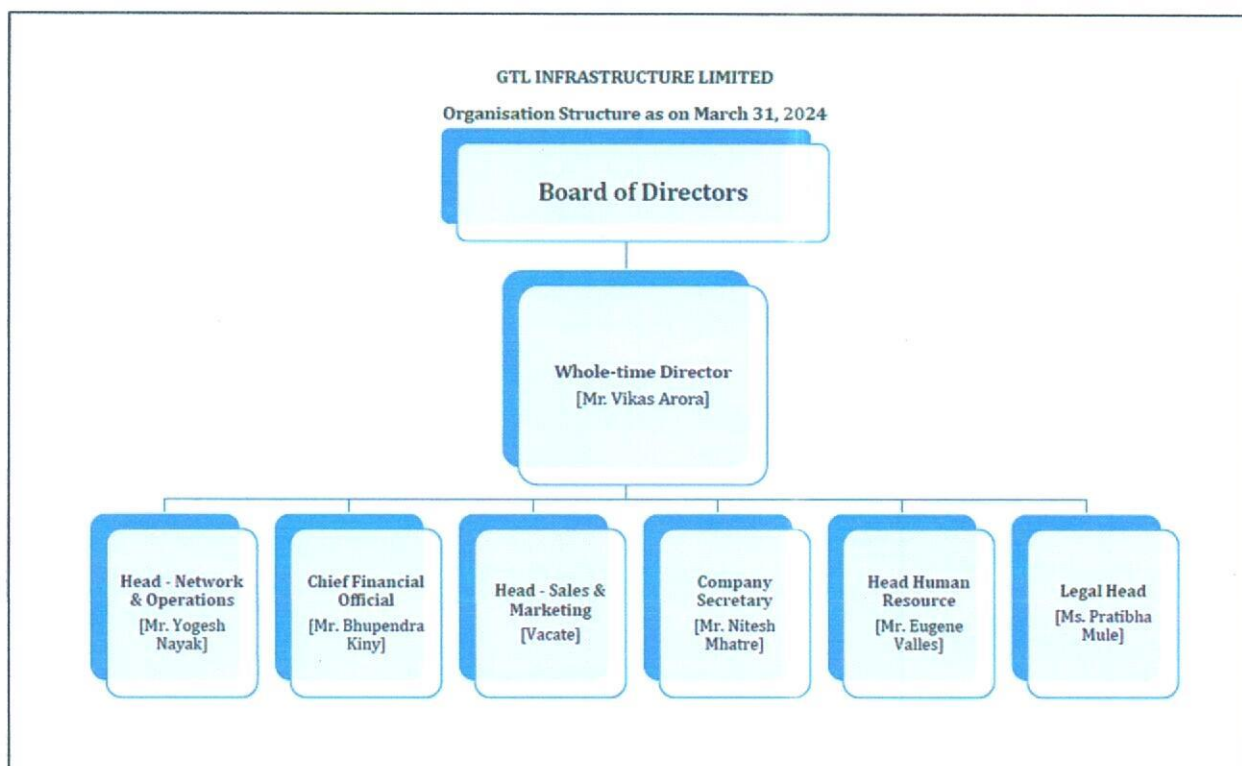 GTL INFRASTRUCTURE LIMITED
Organisation Structure as on March 31, 2024
Board of Directors
Whole-time Director
[Mr. Vikas Arora]
Head - Network
& Operations
[Mr. Yogesh
Nayak]
Chief Financial
Official
[Mr. Bhupendra
Kiny]
Head - Sales &
Marketing
[Vacate]
Company
Secretary
[Mr. Nitesh
Mhatre]
Head Human
Resource
[Mr. Eugene
Valles]
Legal Head
[Ms. Pratibha
Mule]